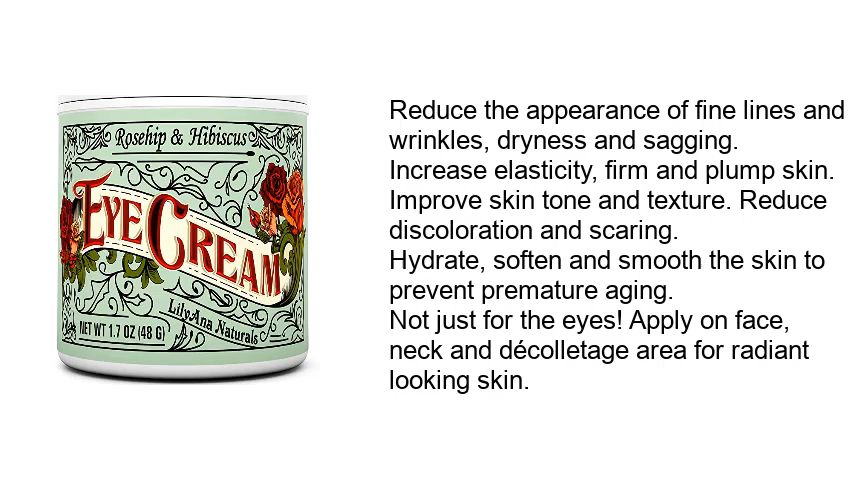 Rosehip & Hibiscus
EYE CREAM
LilyAna Naturals
NET WT 1.7 OZ (48 G)
Reduce the appearance of fine lines and
wrinkles, dryness and sagging.
Increase elasticity, firm and plump skin.
Improve skin tone and texture. Reduce
discoloration and scaring.
Hydrate, soften and smooth the skin to
prevent premature aging.
Not just for the eyes! Apply on face,
neck and décolletage area for radiant
looking skin.